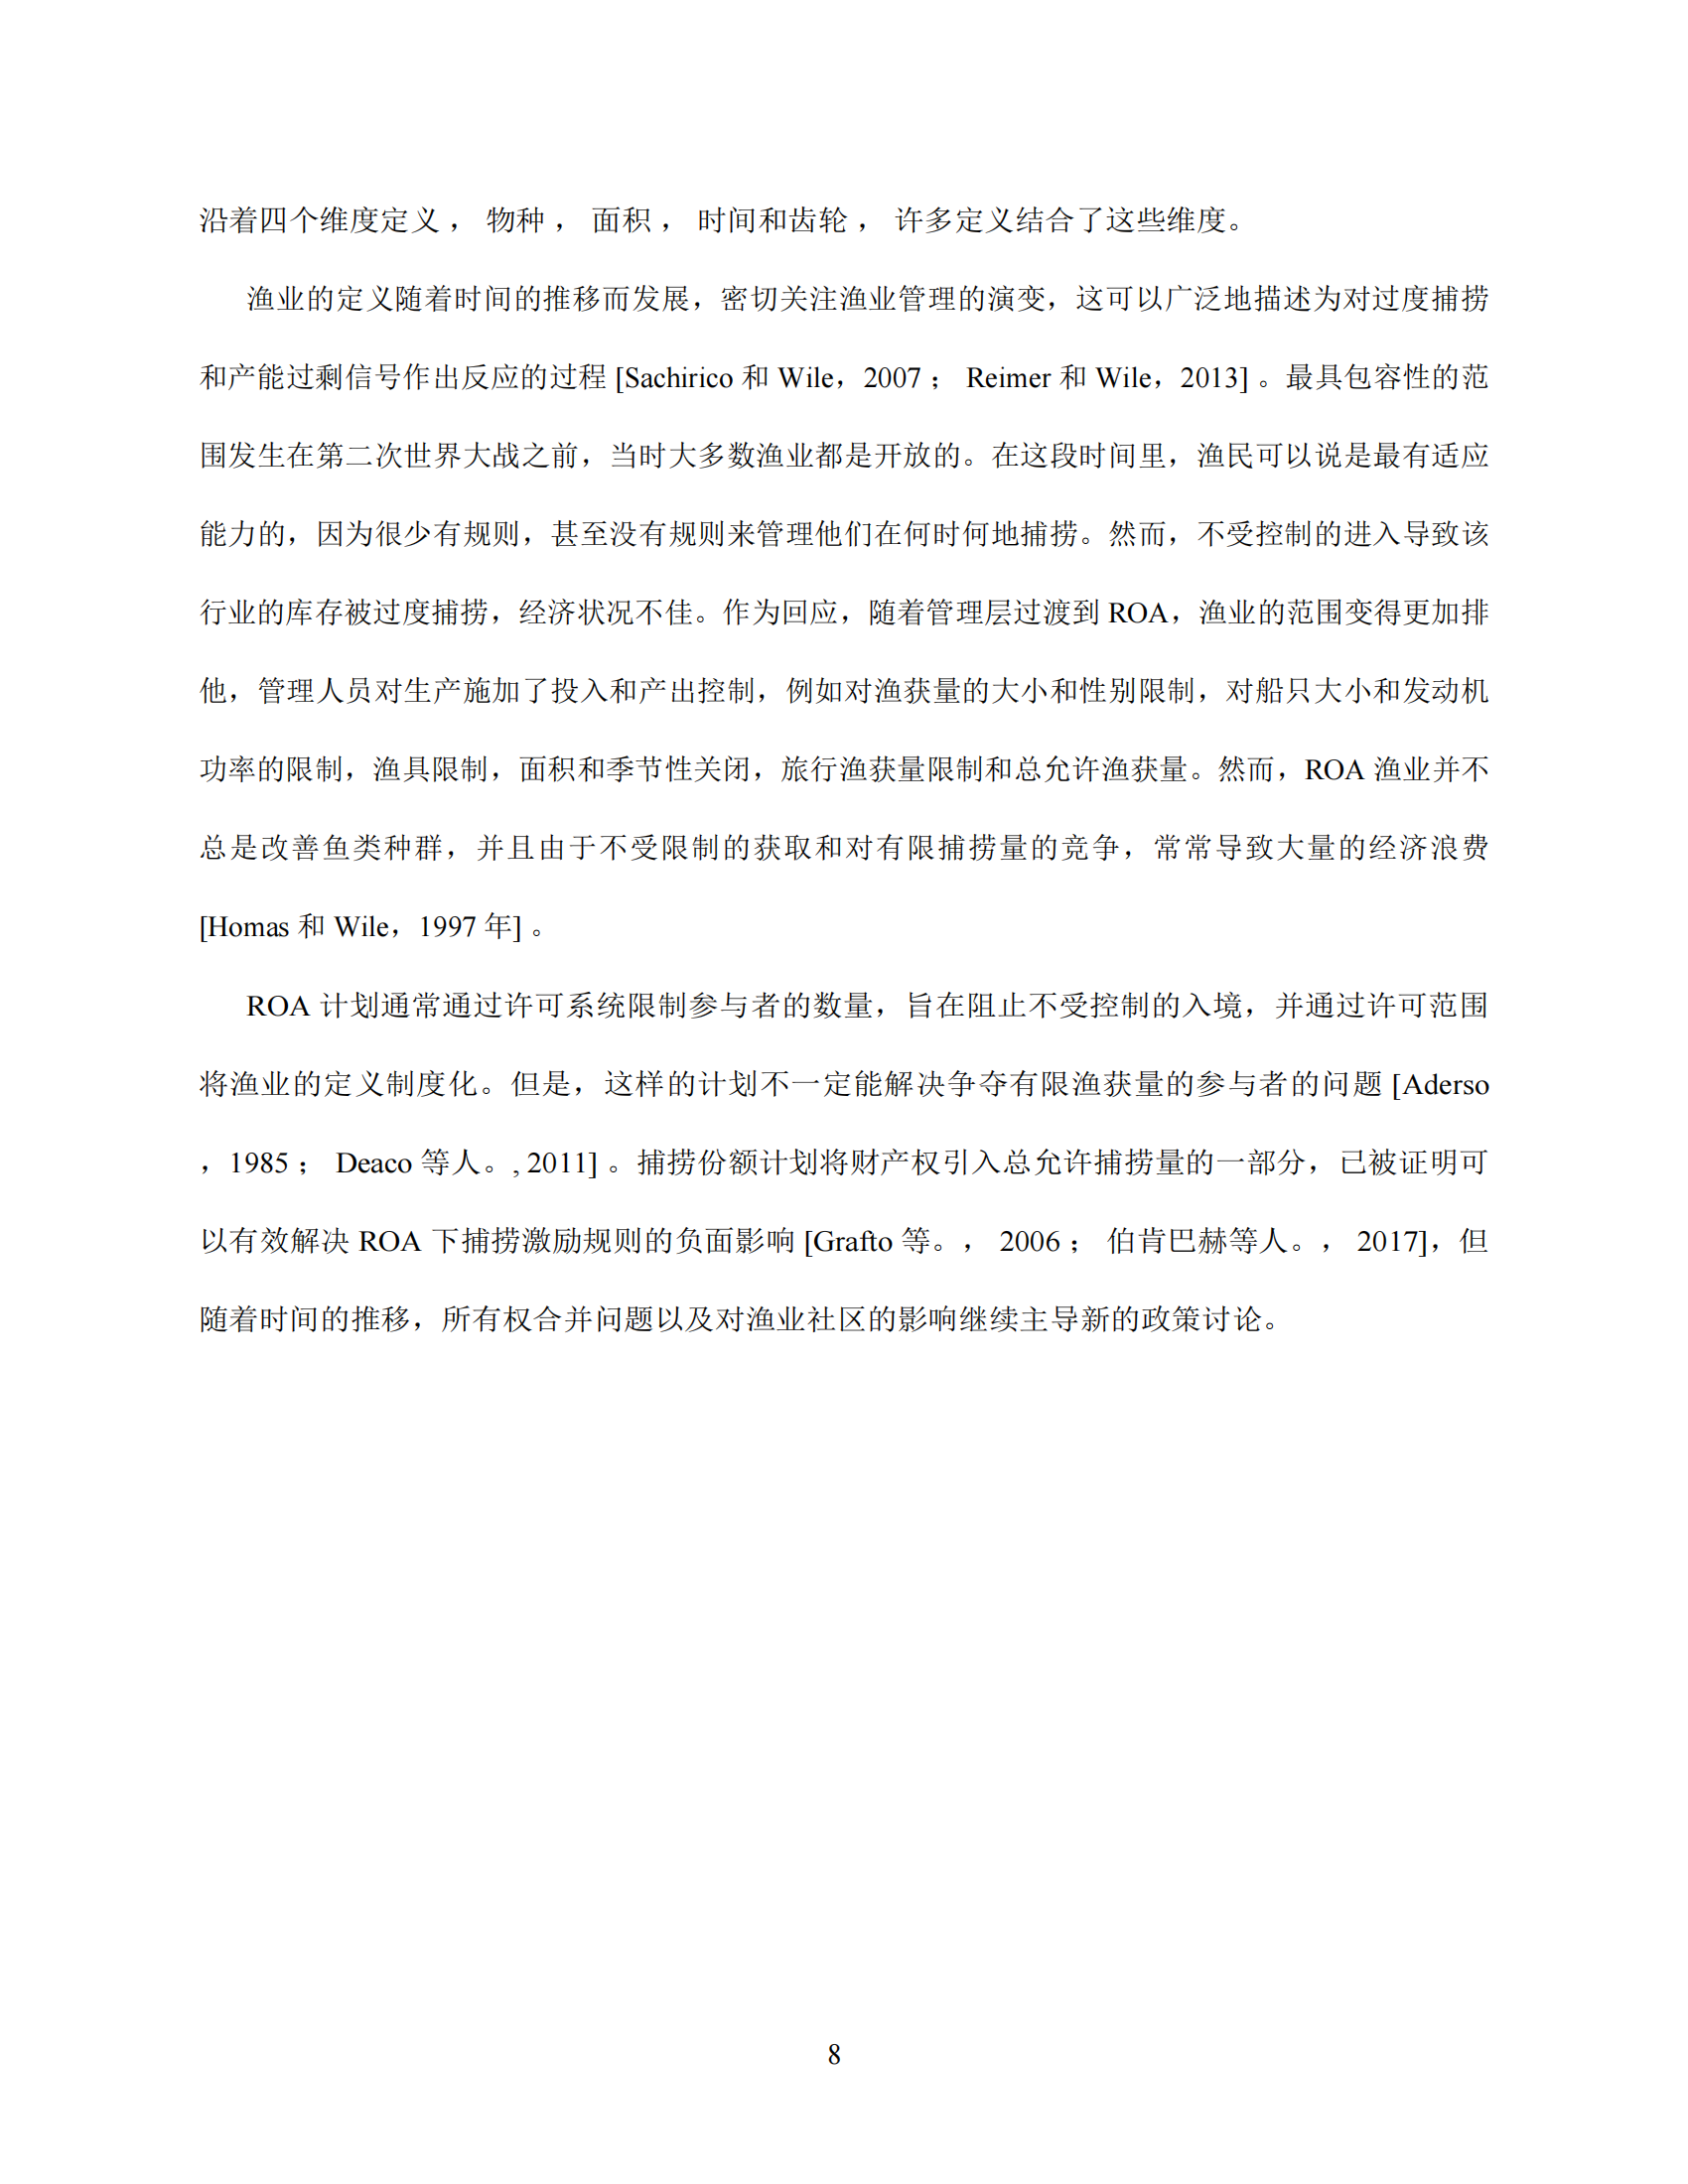 沿着四个维度定义 ， 物种 ， 面积 ， 时间和齿轮 ， 许多定义结合了这些维度。
渔业的定义随着时间的推移而发展，密切关注渔业管理的演变，这可以广泛地描述为对过度捕捞
和产能过剩信号作出反应的过程 [Sachirico 和 Wile，2007 ； Reimer 和 Wile，2013] 。最具包容性的范
围发生在第二次世界大战之前，当时大多数渔业都是开放的。在这段时间里，渔民可以说是最有适应
能力的，因为很少有规则，甚至没有规则来管理他们在何时何地捕捞。然而，不受控制的进入导致该
行业的库存被过度捕捞，经济状况不佳。作为回应，随着管理层过渡到 ROA，渔业的范围变得更加排
他，管理人员对生产施加了投入和产出控制，例如对渔获量的大小和性别限制，对船只大小和发动机
功率的限制，渔具限制，面积和季节性关闭，旅行渔获量限制和总允许渔获量。然而，ROA 渔业并不
总是改善鱼类种群，并且由于不受限制的获取和对有限捕捞量的竞争，常常导致大量的经济浪费
[Homas 和 Wile，1997 年] 。
ROA 计划通常通过许可系统限制参与者的数量，旨在阻止不受控制的入境，并通过许可范围
将渔业的定义制度化。但是，这样的计划不一定能解决争夺有限渔获量的参与者的问题 [Aderso
，1985 ； Deaco 等人。, 2011] 。捕捞份额计划将财产权引入总允许捕捞量的一部分，已被证明可
以有效解决 ROA 下捕捞激励规则的负面影响 [Grafto 等。， 2006 ； 伯肯巴赫等人。， 2017]，但
随着时间的推移，所有权合并问题以及对渔业社区的影响继续主导新的政策讨论。
8